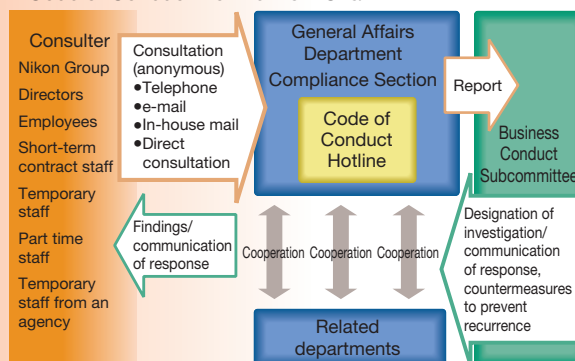 Consulter
Nikon Group
Directors
Employees
Short-term
contract staff
Temporary
staff
Part time
staff
Temporary
staff from an
agency
Consultation
(anonymous)
●Telephone
●e-mail
●In-house mail
●Direct
consultation
General Affairs
Department
Compliance Section
Code of
Conduct
Hotline
Report
Business
Conduct
Subcommittee
Findings/
communication
of response
Cooperation Cooperation Cooperation
Designation of
investigation/
communication
of response,
countermeasures
to prevent
recurrence
Related
departments